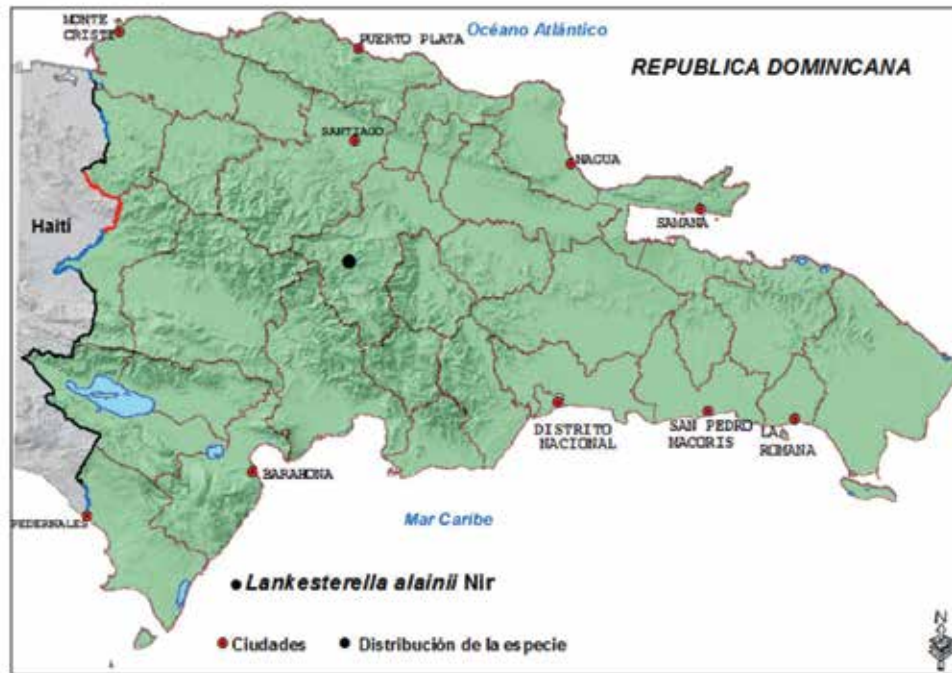 MONTE
CRISTI
Océano Atlántico
PUERTO PLATA
REPUBLICA DOMINICANA
SANTIAGO
NAGUA
SAMANA
Haití
DISTRITO
NACIONAL
SAN PEDRO
MACORIS
LA
ROMANA
BARAHONA
PEDERNALES
Mar Caribe
Lankesterella alainii Nir
Ciudades
Distribución de la especie